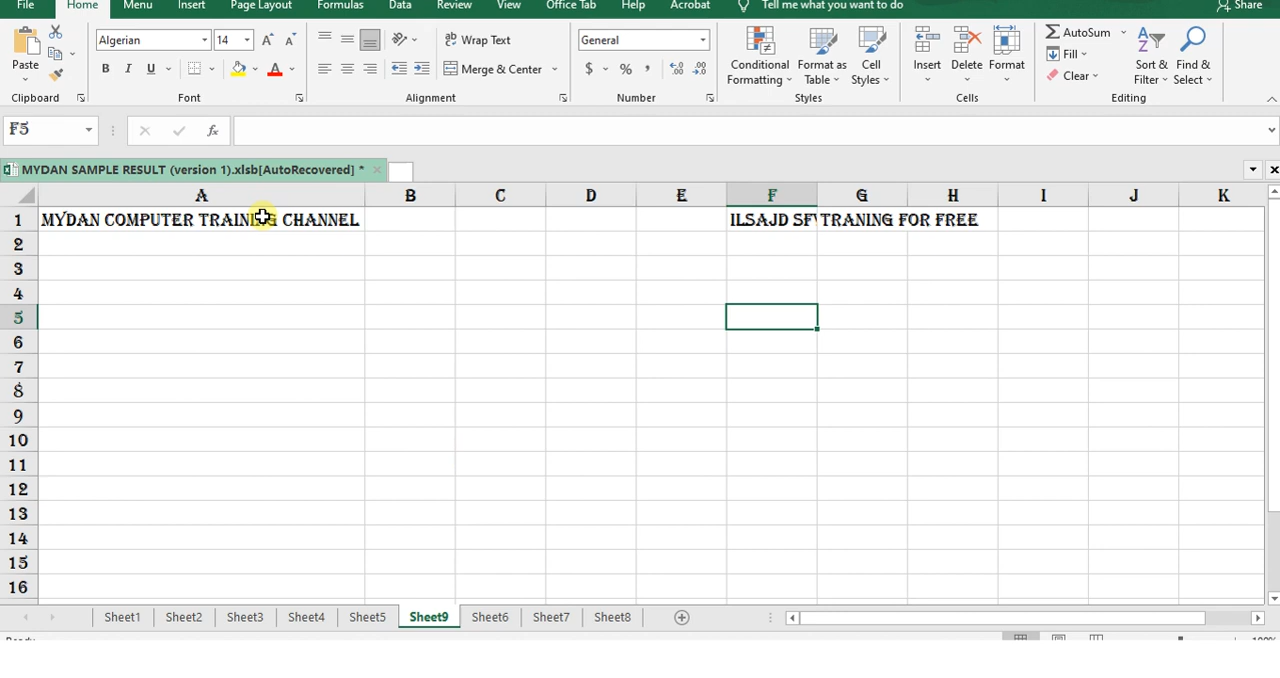 File Home Menu Insert Page Layout Formulas Data Review View Office Tab Help Acrobat Tell me what you want to do Share
Algerian 14 A A Wrap Text General AutoSum
Paste Conditional Format as Cell Insert Delete Format Fill Sort & Find &
B I U A Merge & Center $ % , Formatting Table Styles Clear Filter Select
Clipboard Font Alignment Number Styles Cells Editing
F5 fx
MYDAN SAMPLE RESULT (version 1).xlsb[AutoRecovered] *
A B C D E F G H I J K
1 MYDAN COMPUTER TRAINING CHANNEL ILSAJD TRANING FOR FREE
2
3
4
5
6
7
8
9
10
11
12
13
14
15
16
Sheet1 Sheet2 Sheet3 Sheet4 Sheet5 Sheet9 Sheet6 Sheet7 Sheet8